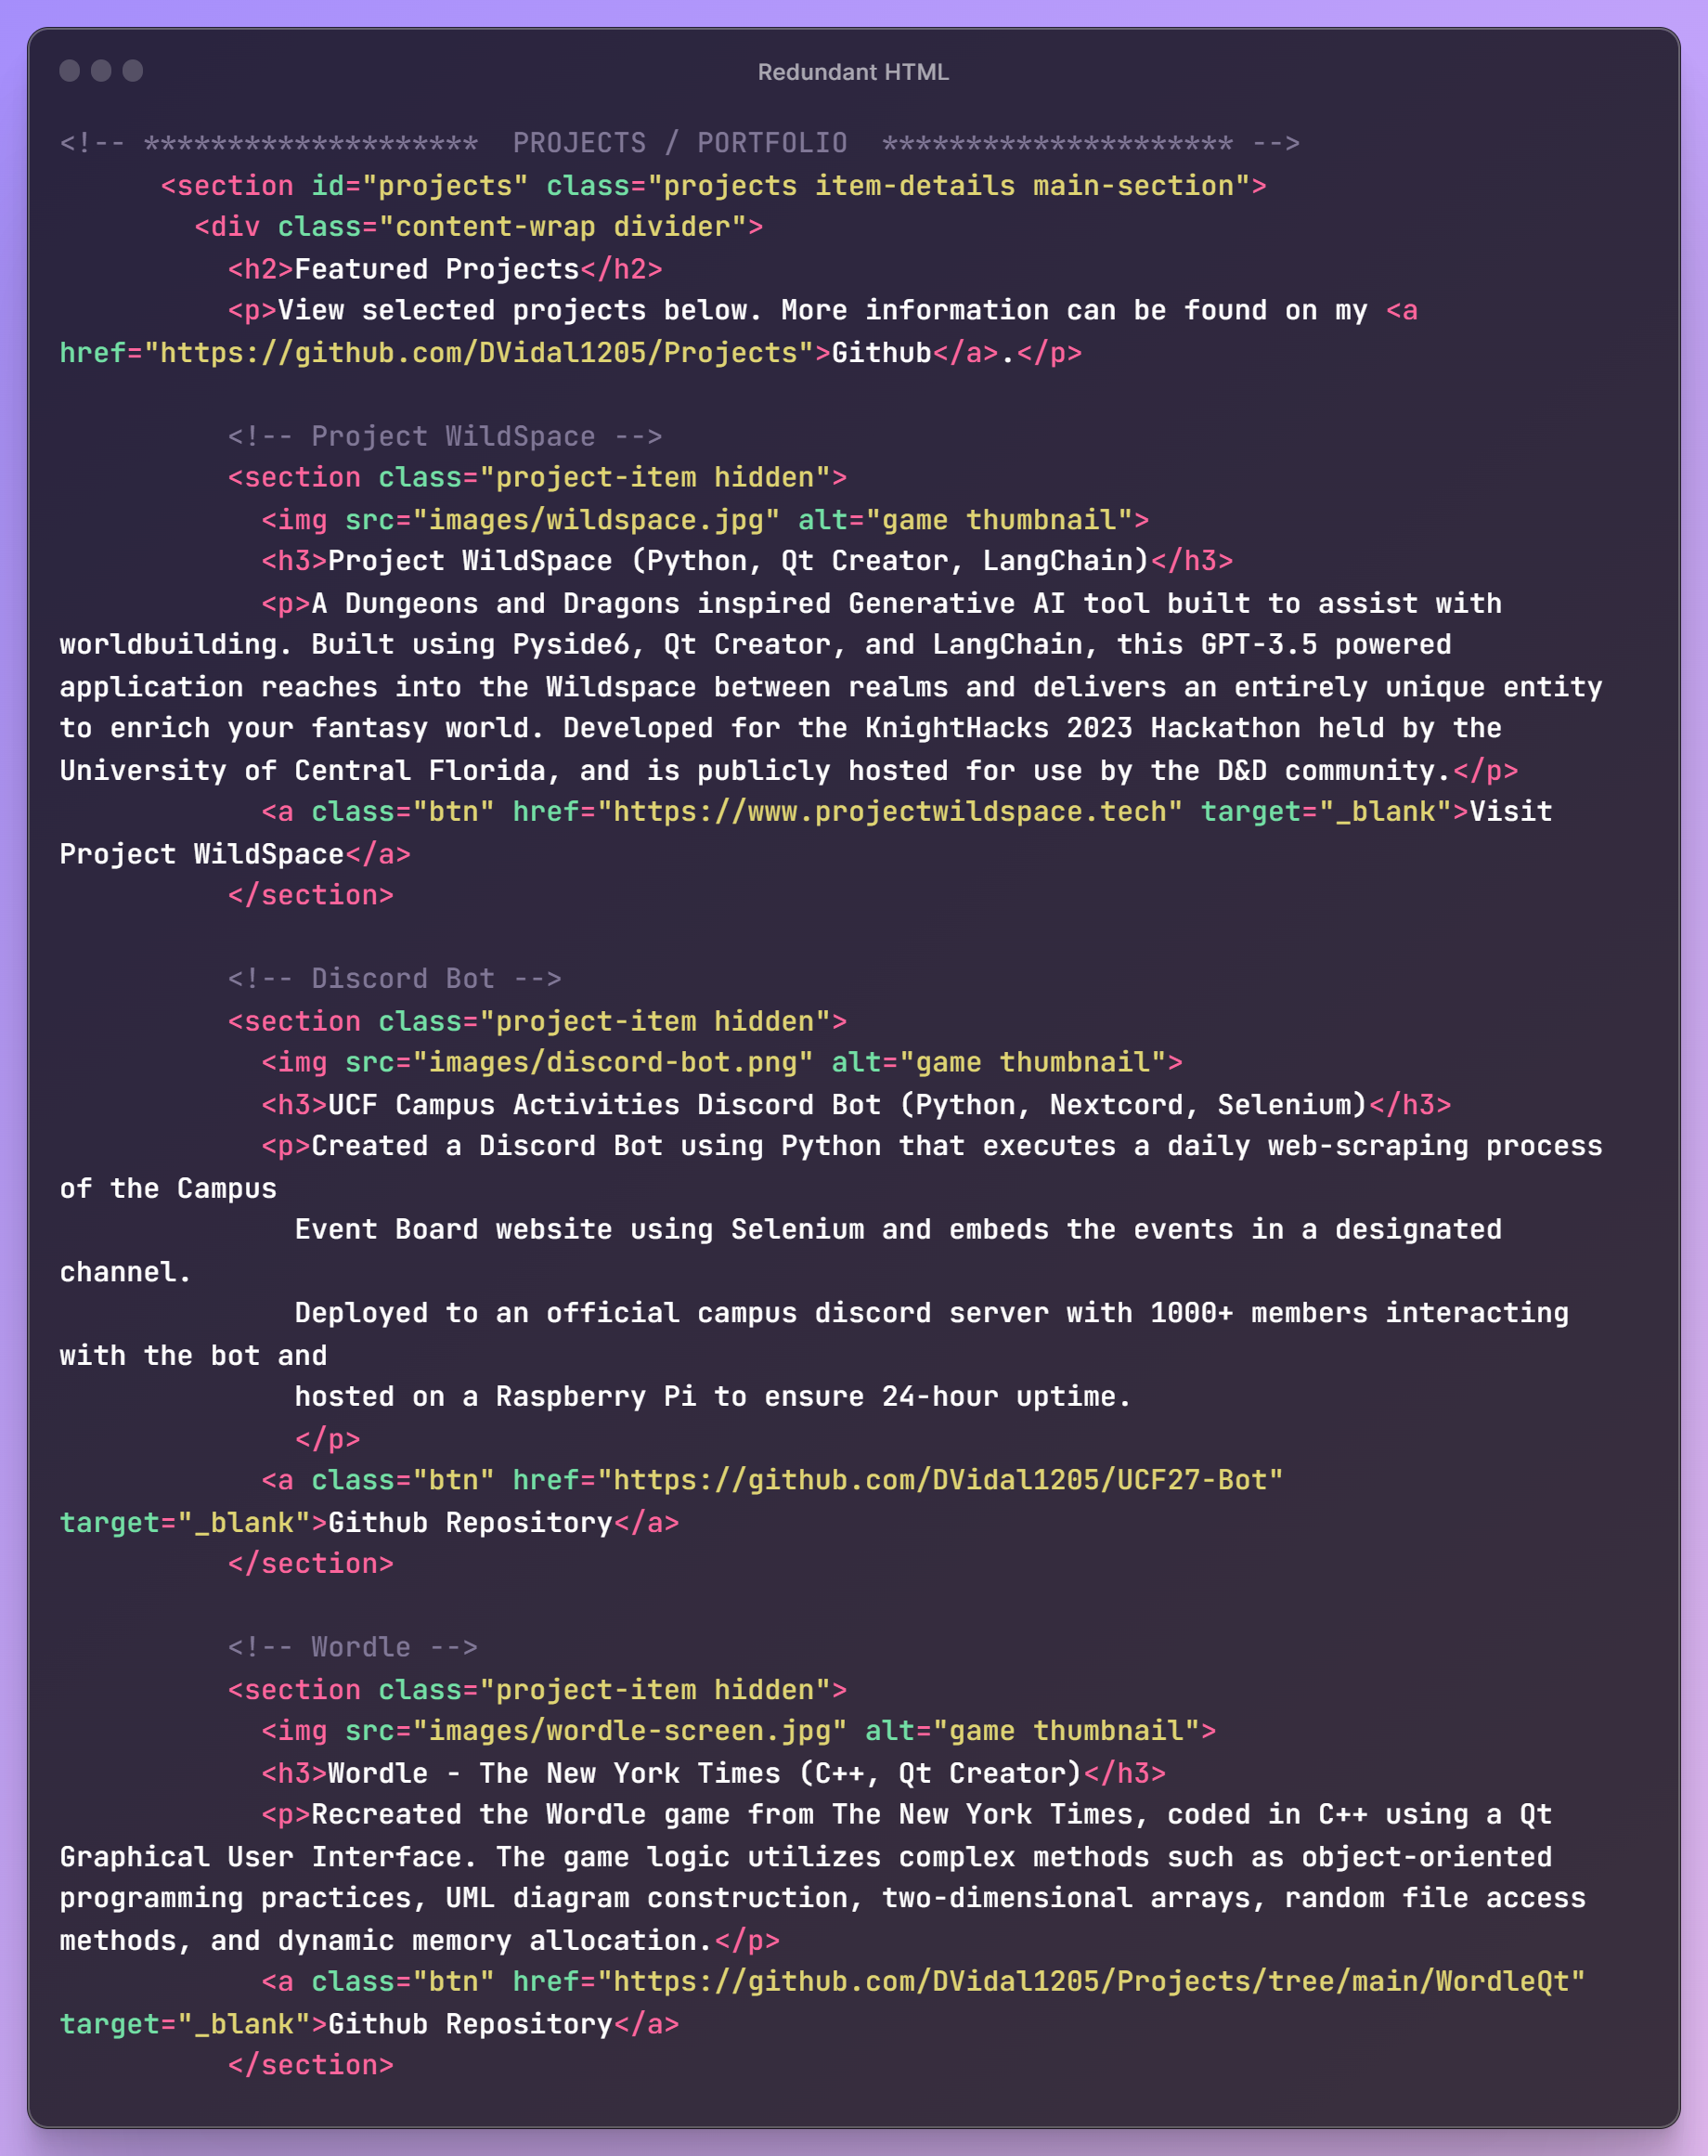 Redundant HTML
<!-- ********************  PROJECTS / PORTFOLIO  ********************* -->
      <section id="projects" class="projects item-details main-section">
        <div class="content-wrap divider">
          <h2>Featured Projects</h2>
          <p>View selected projects below. More information can be found on my <a
href="https://github.com/DVidal1205/Projects">Github</a>.</p>

          <!-- Project WildSpace -->
          <section class="project-item hidden">
            <img src="images/wildspace.jpg" alt="game thumbnail">
            <h3>Project WildSpace (Python, Qt Creator, LangChain)</h3>
            <p>A Dungeons and Dragons inspired Generative AI tool built to assist with
worldbuilding. Built using Pyside6, Qt Creator, and LangChain, this GPT-3.5 powered
application reaches into the Wildspace between realms and delivers an entirely unique entity
to enrich your fantasy world. Developed for the KnightHacks 2023 Hackathon held by the
University of Central Florida, and is publicly hosted for use by the D&D community.</p>
            <a class="btn" href="https://www.projectwildspace.tech" target="_blank">Visit
Project WildSpace</a>
          </section>

          <!-- Discord Bot -->
          <section class="project-item hidden">
            <img src="images/discord-bot.png" alt="game thumbnail">
            <h3>UCF Campus Activities Discord Bot (Python, Nextcord, Selenium)</h3>
            <p>Created a Discord Bot using Python that executes a daily web-scraping process
of the Campus
              Event Board website using Selenium and embeds the events in a designated
channel.
              Deployed to an official campus discord server with 1000+ members interacting
with the bot and
              hosted on a Raspberry Pi to ensure 24-hour uptime.
              </p>
            <a class="btn" href="https://github.com/DVidal1205/UCF27-Bot"
target="_blank">Github Repository</a>
          </section>

          <!-- Wordle -->
          <section class="project-item hidden">
            <img src="images/wordle-screen.jpg" alt="game thumbnail">
            <h3>Wordle - The New York Times (C++, Qt Creator)</h3>
            <p>Recreated the Wordle game from The New York Times, coded in C++ using a Qt
Graphical User Interface. The game logic utilizes complex methods such as object-oriented
programming practices, UML diagram construction, two-dimensional arrays, random file access
methods, and dynamic memory allocation.</p>
            <a class="btn" href="https://github.com/DVidal1205/Projects/tree/main/WordleQt"
target="_blank">Github Repository</a>
          </section>